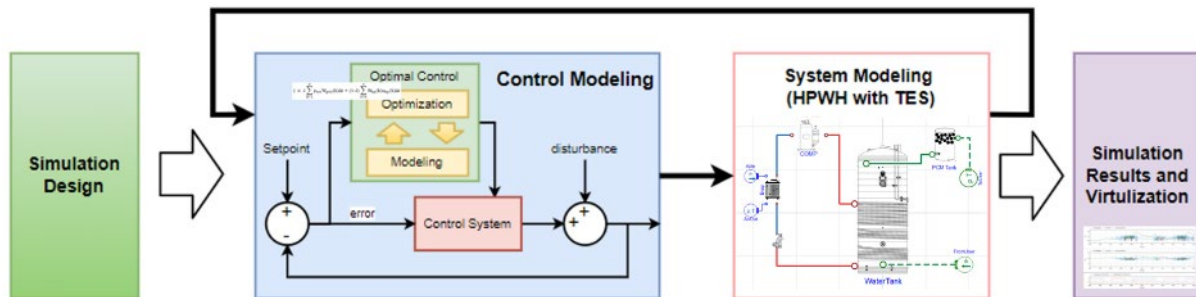 Simulation
Design
Control Modeling
Optimal Control
Optimization
Modeling
Setpoint
disturbance
+
-
error
Control System
+
+
System Modeling
(HPWH with TES)
COMP
PCM Tank
WaterTank
Simulation
Results and
Virtulization